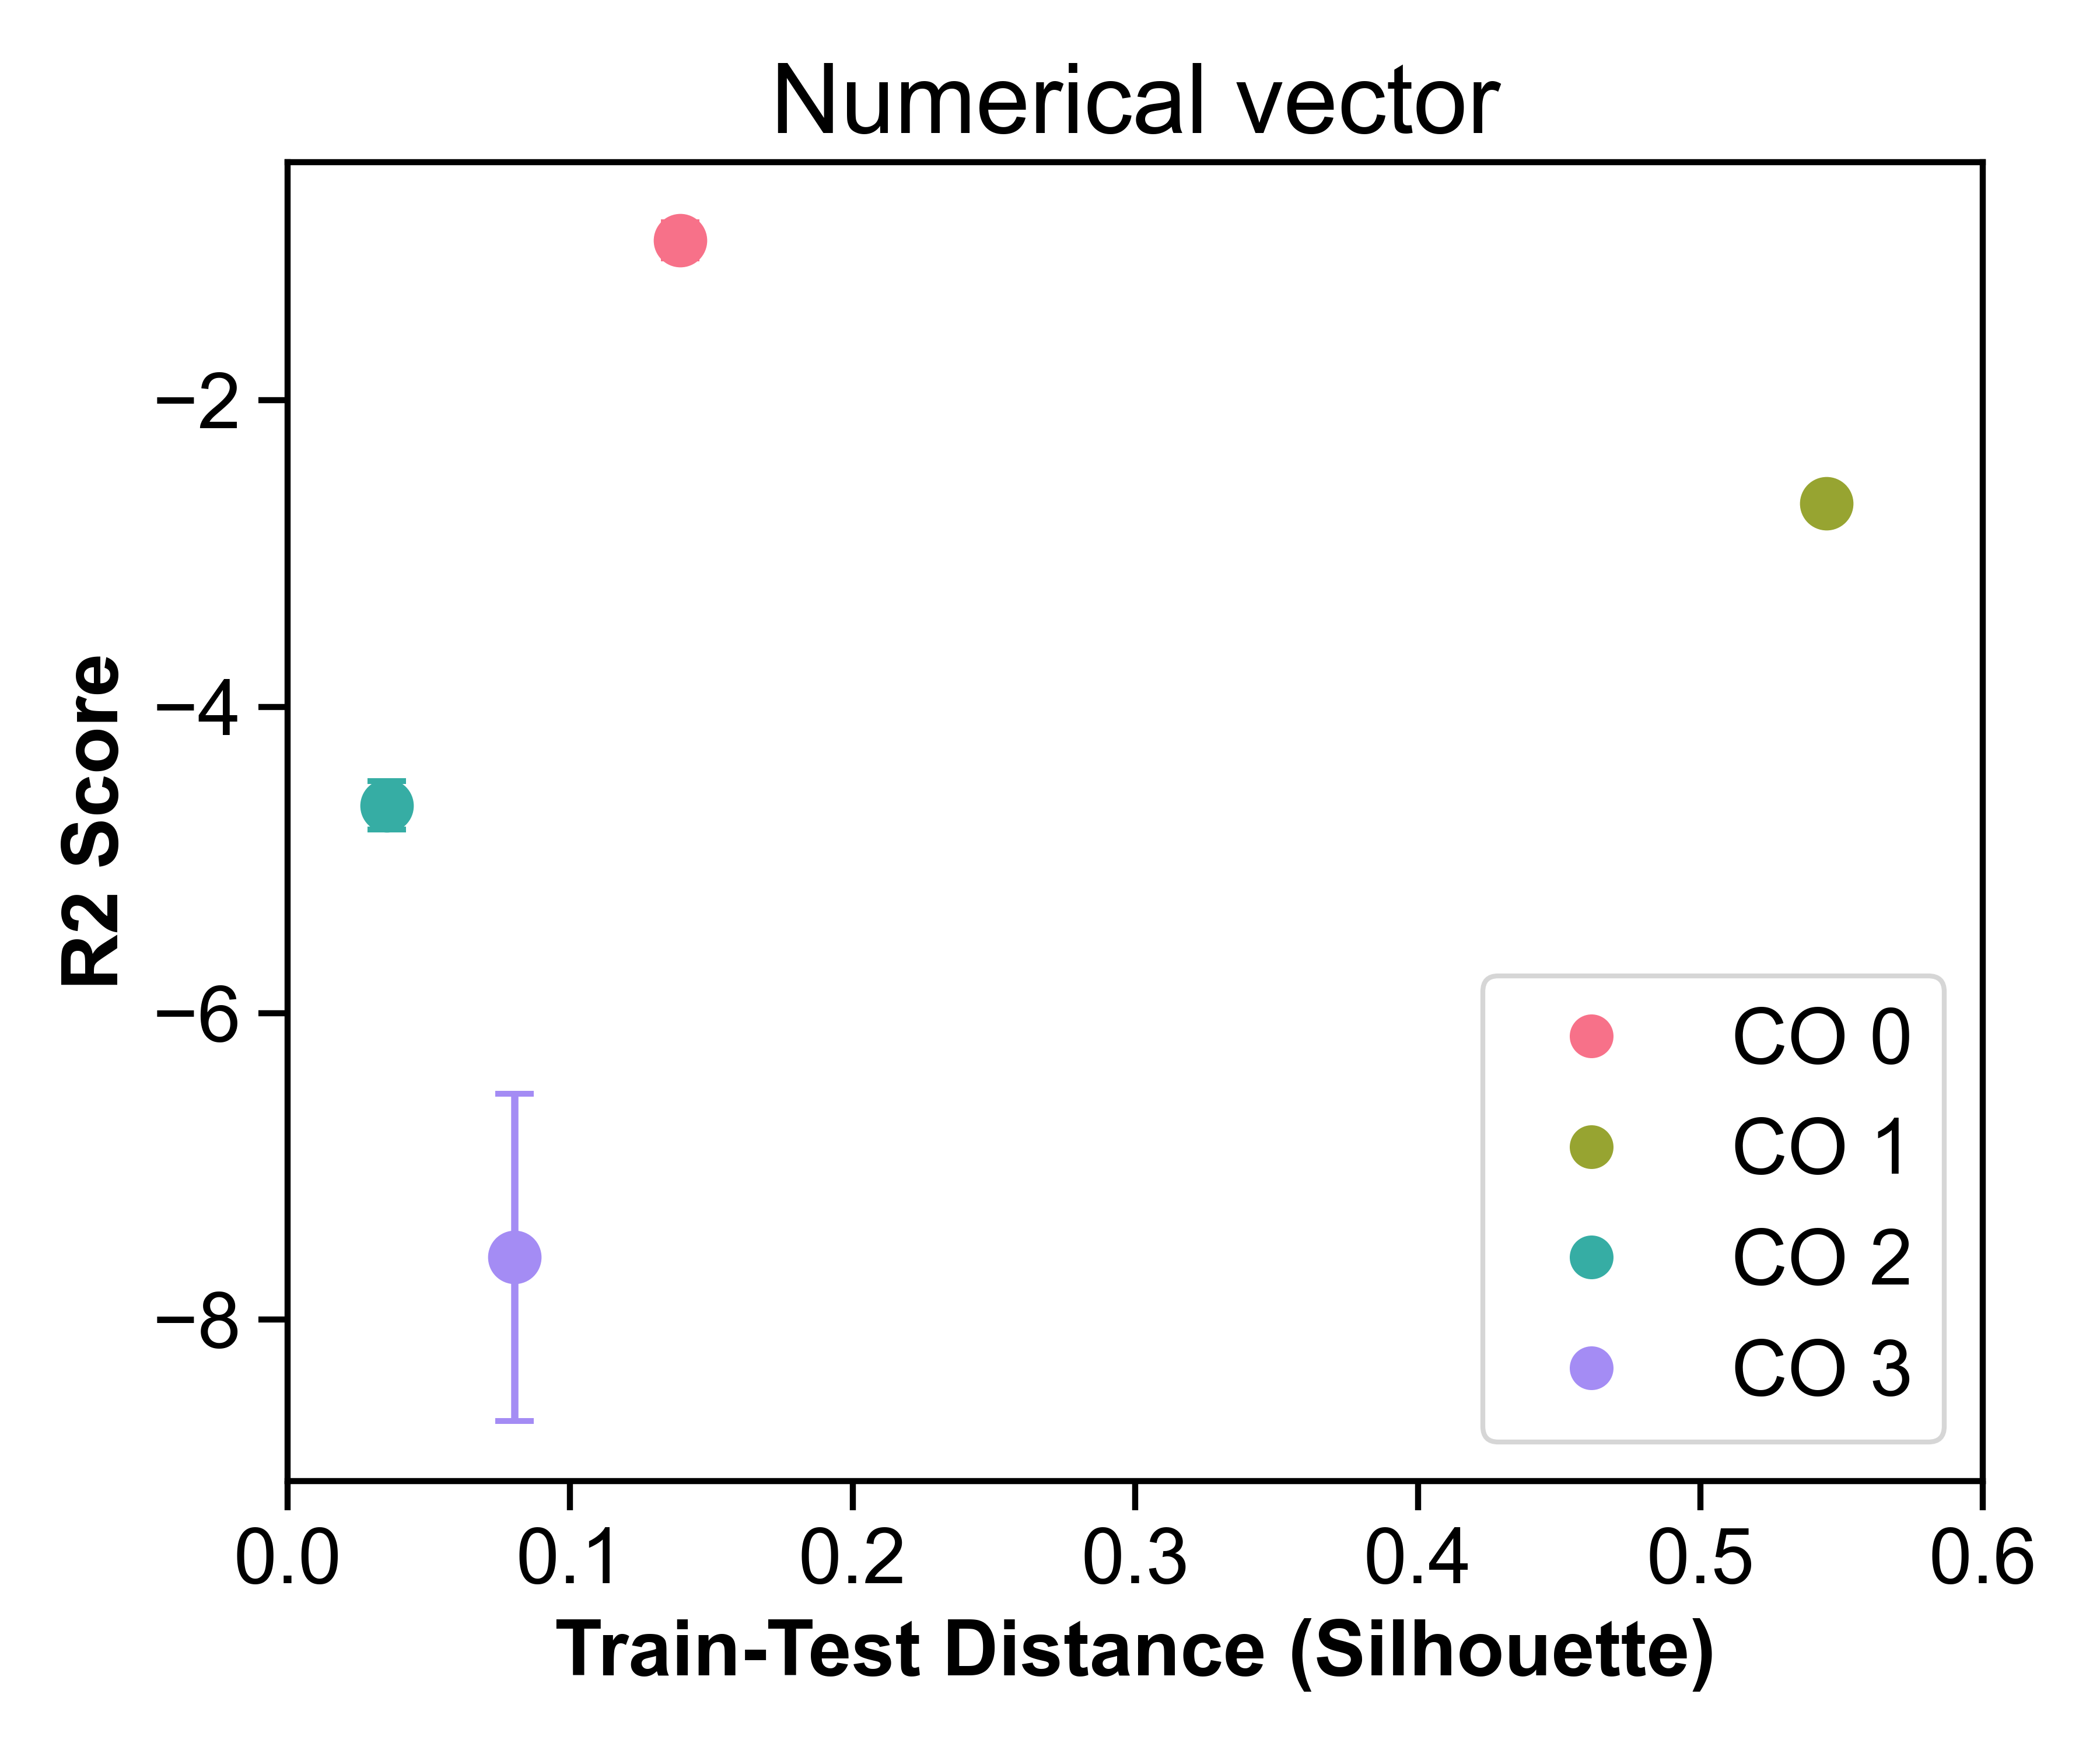 Numerical vector
R2 Score
−2
−4
−6
−8
CO 0
CO 1
CO 2
CO 3
0.0 0.1 0.2 0.3 0.4 0.5 0.6
Train-Test Distance (Silhouette)